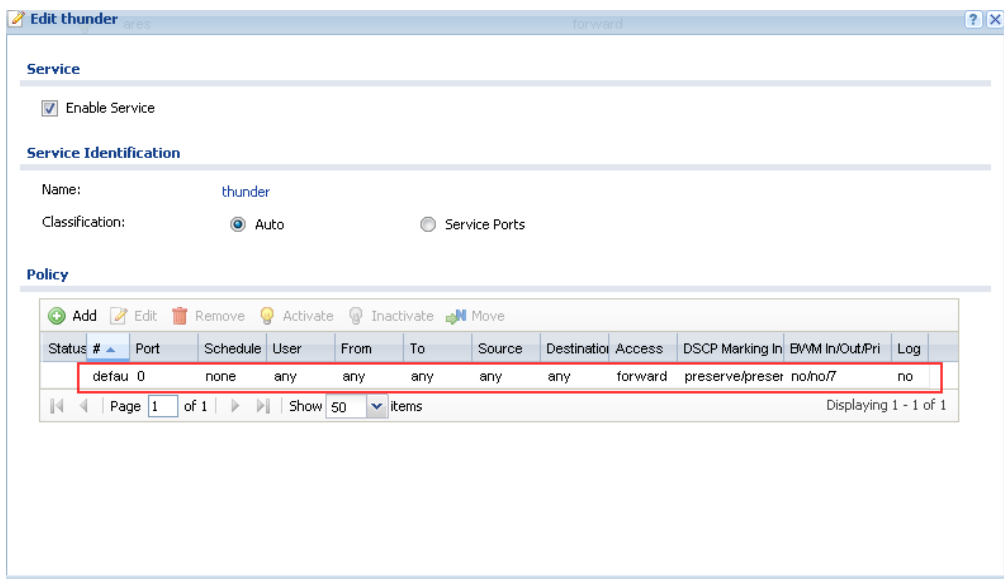 Edit thunder
ares
forward
Service
Enable Service
Service Identification
Name: thunder
Classification: Auto Service Ports
Policy
Add Edit Remove Activate Inactivate Move
Status # Port Schedule User From To Source Destination Access DSCP Marking In BWM In/Out/Pri Log
defau 0 none any any any any any forward preserve/preser no/no/7 no
Page 1 of 1 Show 50 items Displaying 1 - 1 of 1